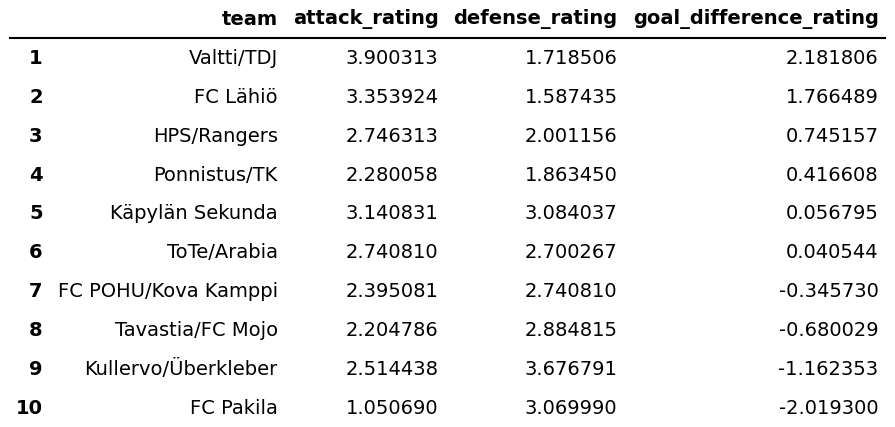 team attack_rating defense_rating goal_difference_rating
1 Valtti/TDJ 3.900313 1.718506 2.181806
2 FC Lähiö 3.353924 1.587435 1.766489
3 HPS/Rangers 2.746313 2.001156 0.745157
4 Ponnistus/TK 2.280058 1.863450 0.416608
5 Käpylän Sekunda 3.140831 3.084037 0.056795
6 ToTe/Arabia 2.740810 2.700267 0.040544
7 FC POHU/Kova Kamppi 2.395081 2.740810 -0.345730
8 Tavastia/FC Mojo 2.204786 2.884815 -0.680029
9 Kullervo/Überkleber 2.514438 3.676791 -1.162353
10 FC Pakila 1.050690 3.069990 -2.019300